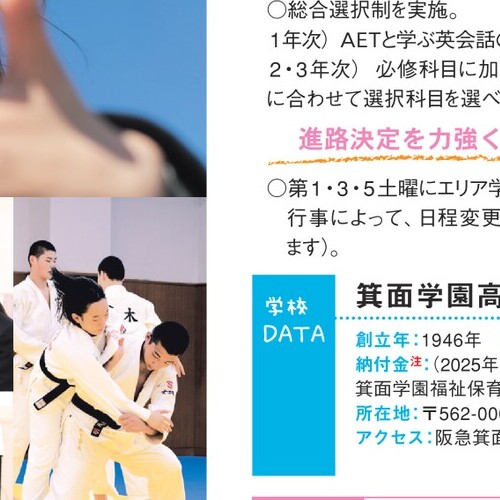 ○総合選択制を実施。
1年次） AETと学ぶ英会話の
2・3年次） 必修科目に加
に合わせて選択科目を選べ
進路決定を力強く
○第1・3・5土曜にエリア学
行事によって、日程変更
ます）。
木
学校
DATA
箕面学園高
創立年：1946年
納付金注：（2025年
箕面学園福祉保育
所在地：〒562-000
アクセス：阪急箕面